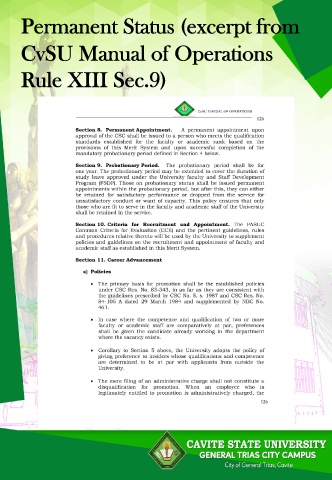 Permanent Status (excerpt from
CvSU Manual of Operations
Rule XIII Sec.9)
CvSU MANUAL OF OPERATIONS
126
Section 8. Permanent Appointment. A permanent appointment upon
approval of the CSC shall be issued to a person who meets the qualification
standards established for the faculty or academic rank based on the
provisions of this Merit System and upon successful completion of the
mandatory probationary period defined in Section 4 below.
Section 9. Probationary Period. The probationary period shall be for
one year. The probationary period may be extended to cover the duration of
study leave approved under the University faculty and Staff Development
Program (FSDP). Those on probationary status shall be issued permanent
appointments within the probationary period, but after this, they can either
be retained for satisfactory performance or dropped from the service for
unsatisfactory conduct or want of capacity. This policy ensures that only
those who are fit to serve in the faculty and academic staff of the University
shall be retained in the service.
Section 10. Criteria for Recruitment and Appointment. The PASUC
Common Criteria for Evaluation (CCE) and the pertinent guidelines, rules
and procedures relative thereto will be used by the University to supplement
policies and guidelines on the recruitment and appointment of faculty and
academic staff as established in this Merit System.
Section 11. Career Advancement
a) Policies
• The primary basis for promotion shall be the established policies
under CSC Res. No. 83-343, in as far as they are consistent with
the guidelines prescribed by CSC No. 8, s. 1987 and CSC Res. No.
84-105 A dated 29 March 1984 and supplemented by NBC No.
461.
• In case where the competence and qualification of two or more
faculty or academic staff are comparatively at par, preferences
shall be given the candidate already working in the department
where the vacancy exists.
• Corollary to Section 5 above, the University adopts the policy of
giving preference to insiders whose qualifications and competence
are determined to be at par with applicants from outside the
University.
• The mere filing of an administrative charge shall not constitute a
disqualification for promotion. When an employee who is
legitimately entitled to promotion is administratively charged, the
126
CAVITE STATE UNIVERSITY
GENERAL TRIAS CITY CAMPUS
City of General Trias, Cavite